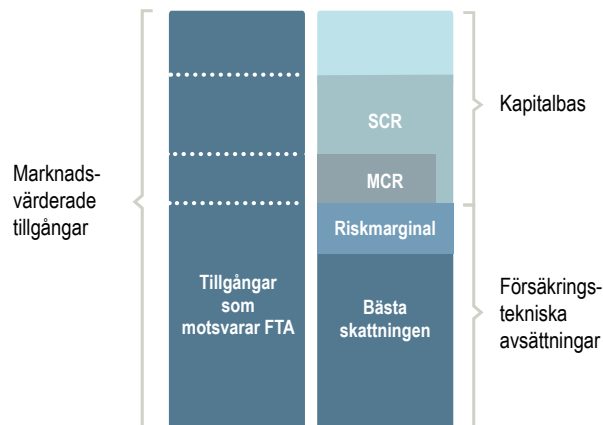 Marknads-
värderade
tillgångar
Tillgångar
som
motsvarar FTA
SCR
MCR
Riskmarginal
Bästa
skattningen
Kapitalbas
Försäkrings-
tekniska
avsättningar